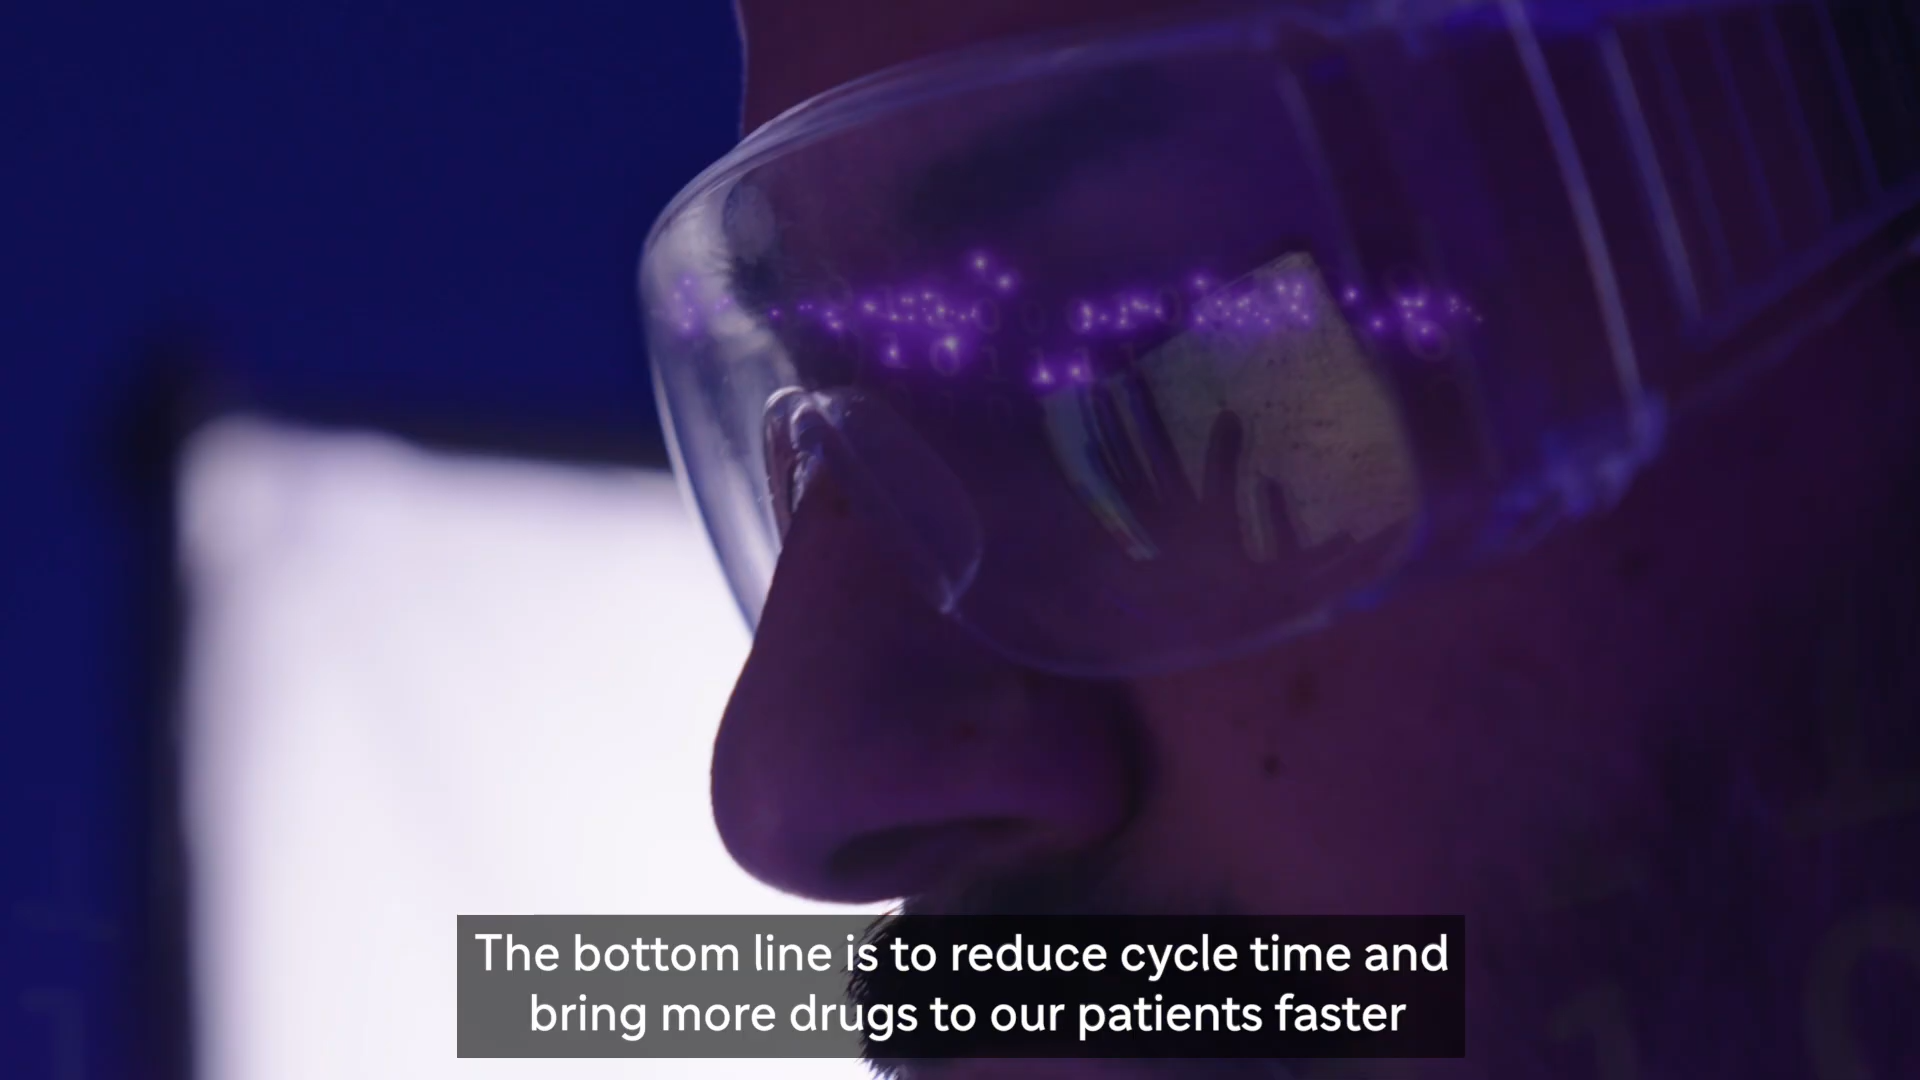 The bottom line is to reduce cycle time and
bring more drugs to our patients faster